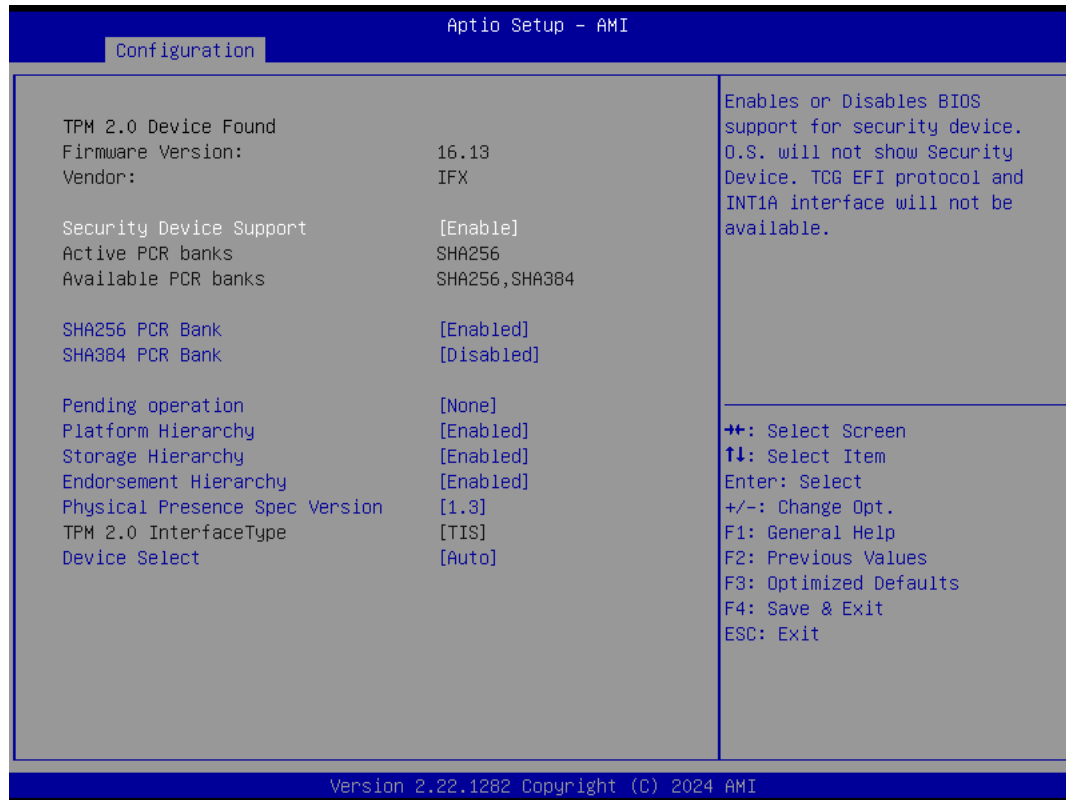 Aptio Setup - AMI
Configuration
TPM 2.0 Device Found
Firmware Version: 16.13
Vendor: IFX
Security Device Support [Enable]
Active PCR banks SHA256
Available PCR banks SHA256,SHA384
SHA256 PCR Bank [Enabled]
SHA384 PCR Bank [Disabled]
Pending operation [None]
Platform Hierarchy [Enabled]
Storage Hierarchy [Enabled]
Endorsement Hierarchy [Enabled]
Physical Presence Spec Version [1.3]
TPM 2.0 InterfaceType [TIS]
Device Select [Auto]
Enables or Disables BIOS
support for security device.
O.S. will not show Security
Device. TCG EFI protocol and
INT1A interface will not be
available.
→←: Select Screen
↑↓: Select Item
Enter: Select
+/-: Change Opt.
F1: General Help
F2: Previous Values
F3: Optimized Defaults
F4: Save & Exit
ESC: Exit
Version 2.22.1282 Copyright (C) 2024 AMI